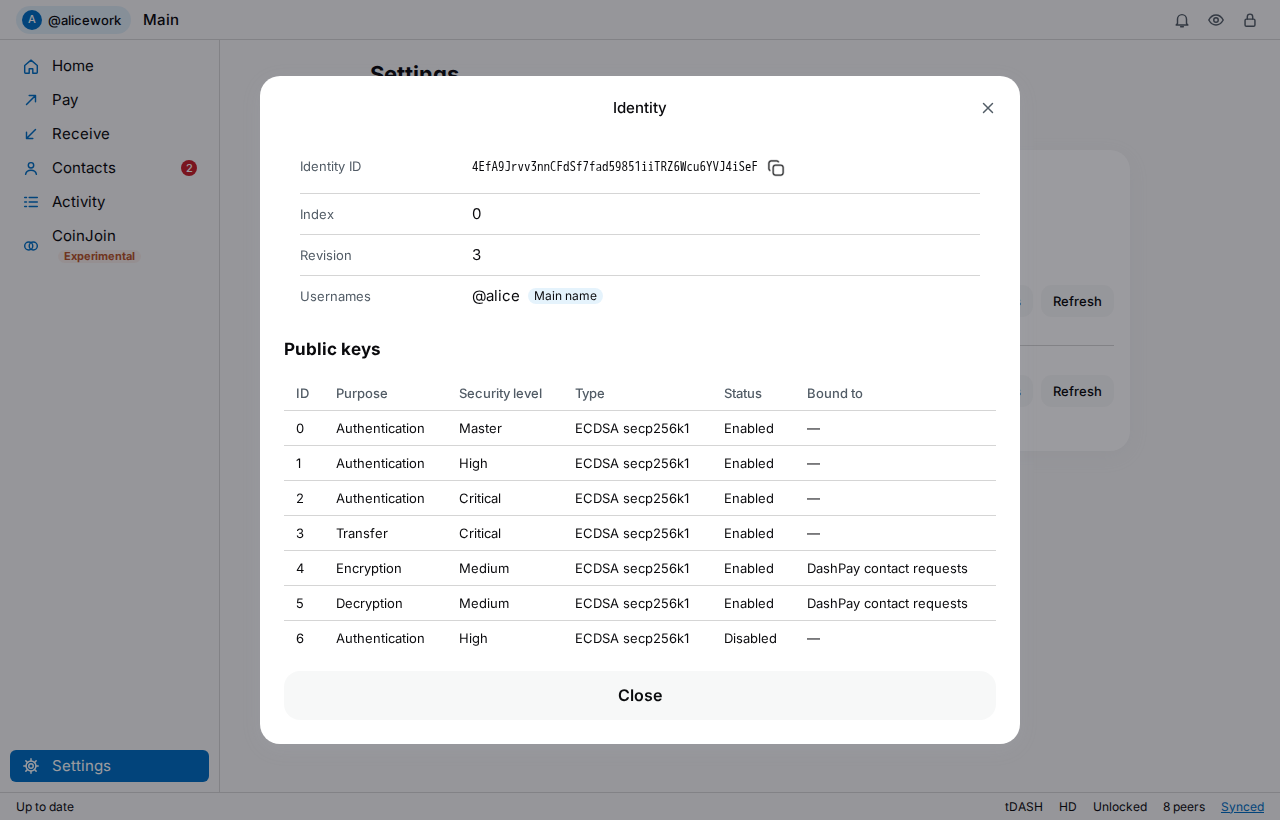 A @alicework Main
Home
Pay
Receive
Contacts 2
Activity
CoinJoin
Experimental
Settings
Settings
Refresh
Refresh
Identity
Identity ID 4EfA9Jrvv3nnCFdSf7fad59851iiTRZ6Wcu6YVJ4iSeF
Index 0
Revision 3
Usernames @alice Main name
Public keys
ID Purpose Security level Type Status Bound to
0 Authentication Master ECDSA secp256k1 Enabled —
1 Authentication High ECDSA secp256k1 Enabled —
2 Authentication Critical ECDSA secp256k1 Enabled —
3 Transfer Critical ECDSA secp256k1 Enabled —
4 Encryption Medium ECDSA secp256k1 Enabled DashPay contact requests
5 Decryption Medium ECDSA secp256k1 Enabled DashPay contact requests
6 Authentication High ECDSA secp256k1 Disabled —
Close
Up to date tDASH HD Unlocked 8 peers Synced